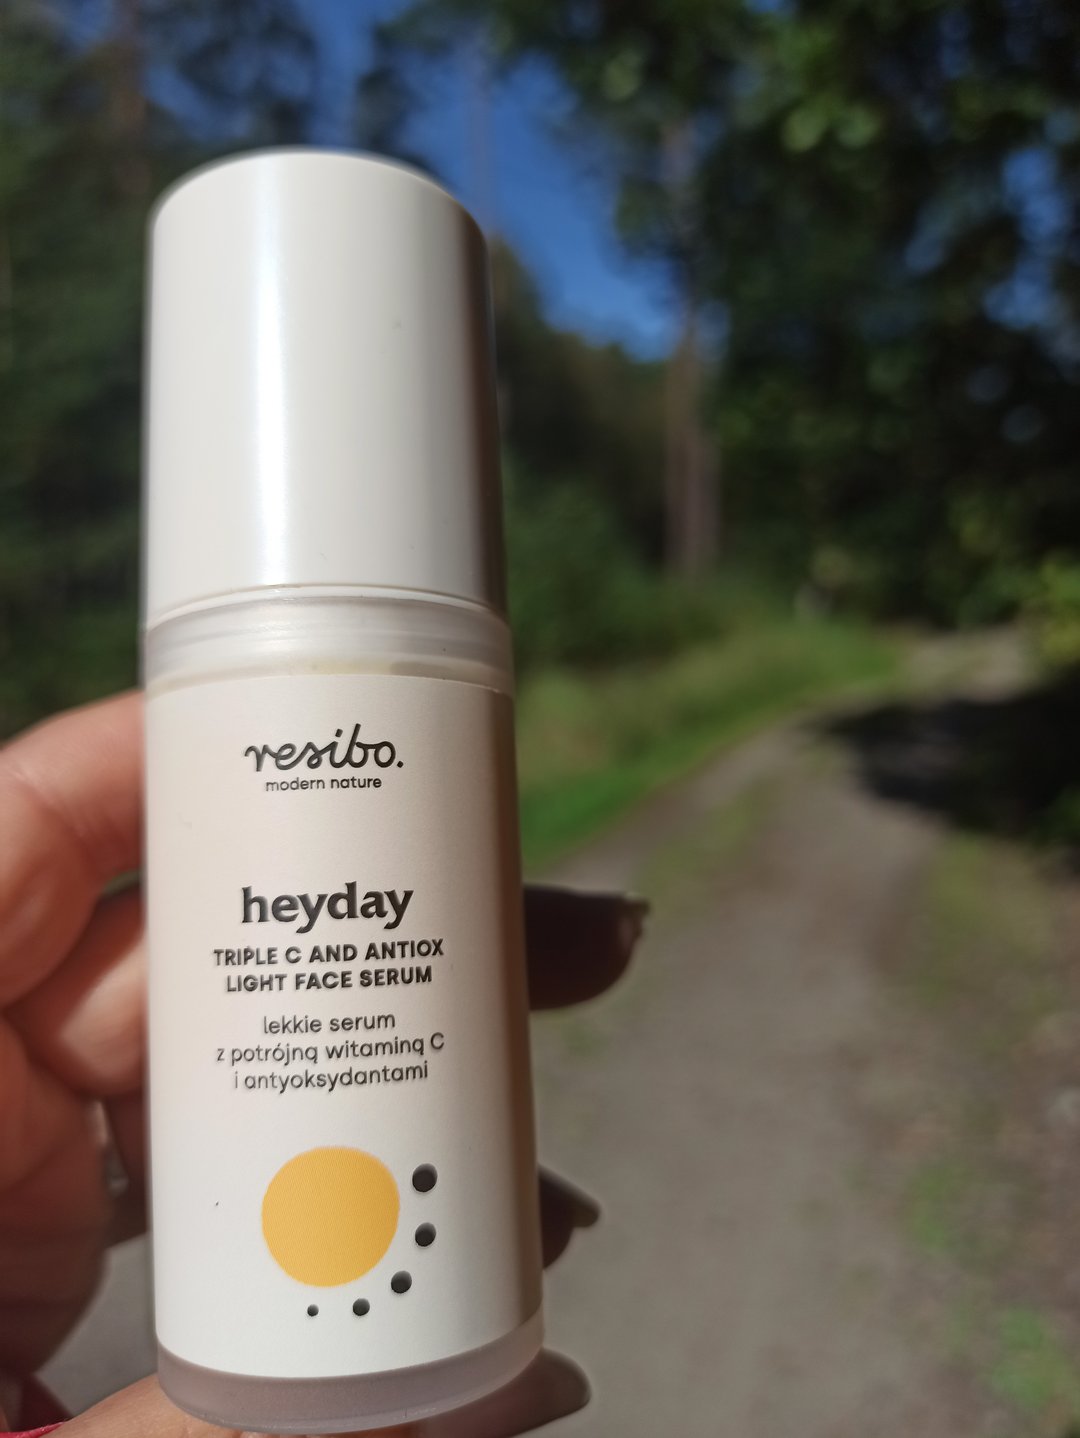 resibo.
modern nature
heyday
TRIPLE C AND ANTIOX
LIGHT FACE SERUM
lekkie serum
z potrójną witaminą C
i antyoksydantami